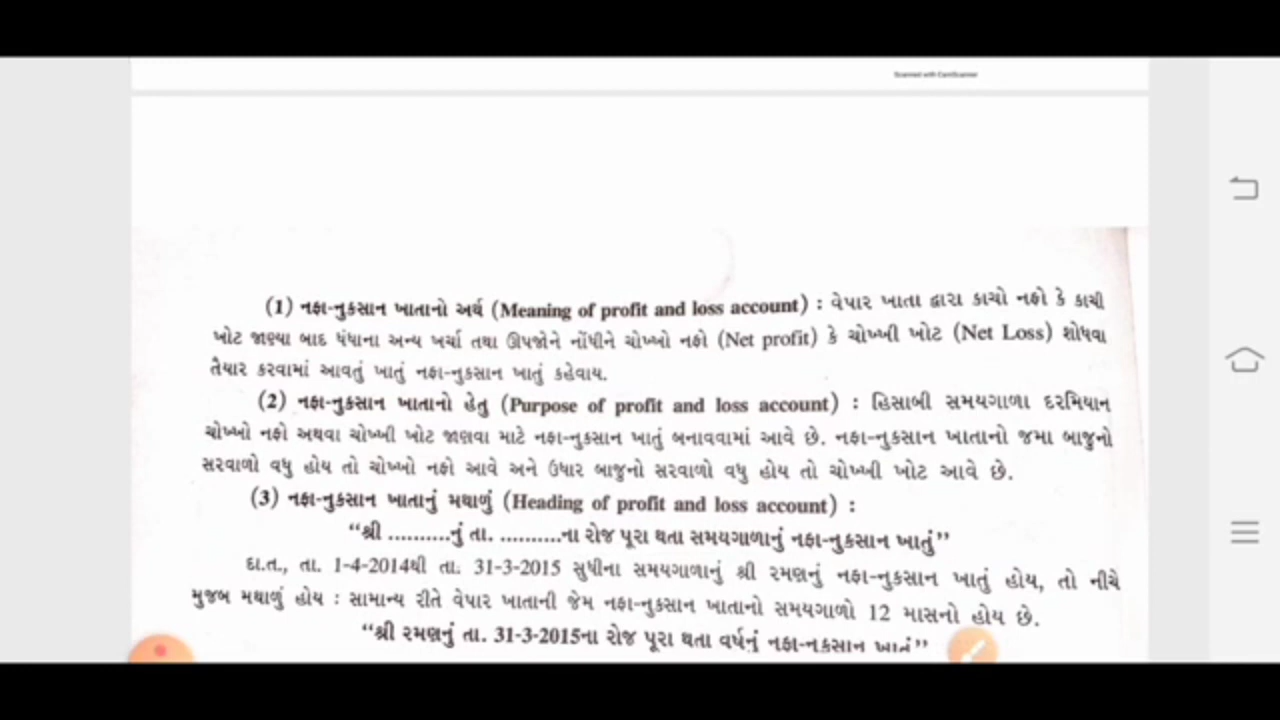 Scanned with CamScanner
(1) નફા-નુકસાન ખાતાનો અર્થ (Meaning of profit and loss account) : વેપાર ખાતા દ્વારા કાચો નફો કે કાચી
ખોટ જાણ્યા બાદ ધંધાના અન્ય ખર્ચા તથા ઊપજોને નોંધીને ચોખ્ખો નફો (Net profit) કે ચોખ્ખી ખોટ (Net Loss) શોધવા
તૈયાર કરવામાં આવતું ખાતું નફા-નુકસાન ખાતું કહેવાય.
(2) નફા-નુકસાન ખાતાનો હેતુ (Purpose of profit and loss account) : હિસાબી સમયગાળા દરમિયાન
ચોખ્ખો નફો અથવા ચોખ્ખી ખોટ જાણવા માટે નફા-નુકસાન ખાતું બનાવવામાં આવે છે. નફા-નુકસાન ખાતાનો જમા બાજુનો
સરવાળો વધુ હોય તો ચોખ્ખો નફો આવે અને ઉધાર બાજુનો સરવાળો વધુ હોય તો ચોખ્ખી ખોટ આવે છે.
(3) નફા-નુકસાન ખાતાનું મથાળું (Heading of profit and loss account) :
“શ્રી ..........નું તા. ..........ના રોજ પૂરા થતા સમયગાળાનું નફા-નુકસાન ખાતું”
દા.ત., તા. 1-4-2014થી તા. 31-3-2015 સુધીના સમયગાળાનું શ્રી રમણનું નફા-નુકસાન ખાતું હોય, તો નીચે
મુજબ મથાળું હોય : સામાન્ય રીતે વેપાર ખાતાની જેમ નફા-નુકસાન ખાતાનો સમયગાળો 12 માસનો હોય છે.
“શ્રી રમણનું તા. 31-3-2015ના રોજ પૂરા થતા વર્ષનું નફા-નુકસાન ખાતું”